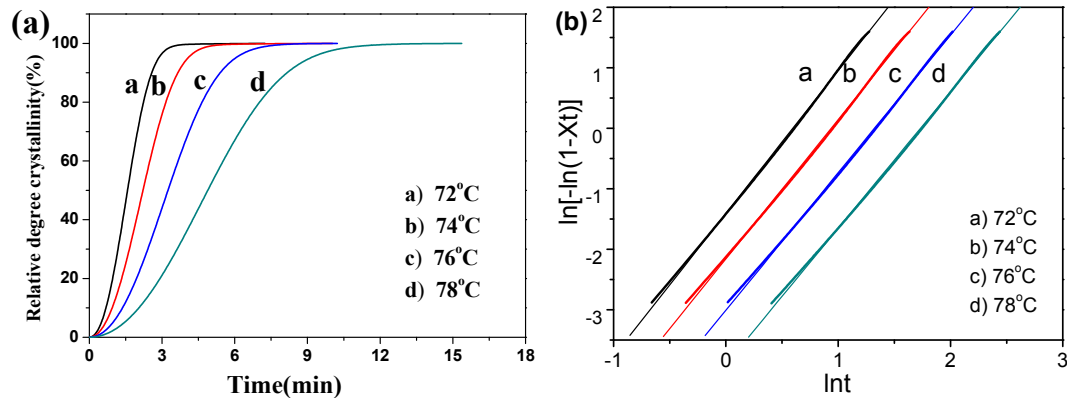 (a)
Relative degree crystallinity(%)
100
80
60
40
20
0
a
b
c
d
a) 72°C
b) 74°C
c) 76°C
d) 78°C
0 3 6 9 12 15 18
Time(min)
(b)
ln[-ln(1-Xt)]
2
1
0
-1
-2
-3
a b c d
a) 72°C
b) 74°C
c) 76°C
d) 78°C
-1 0 1 2 3
lnt